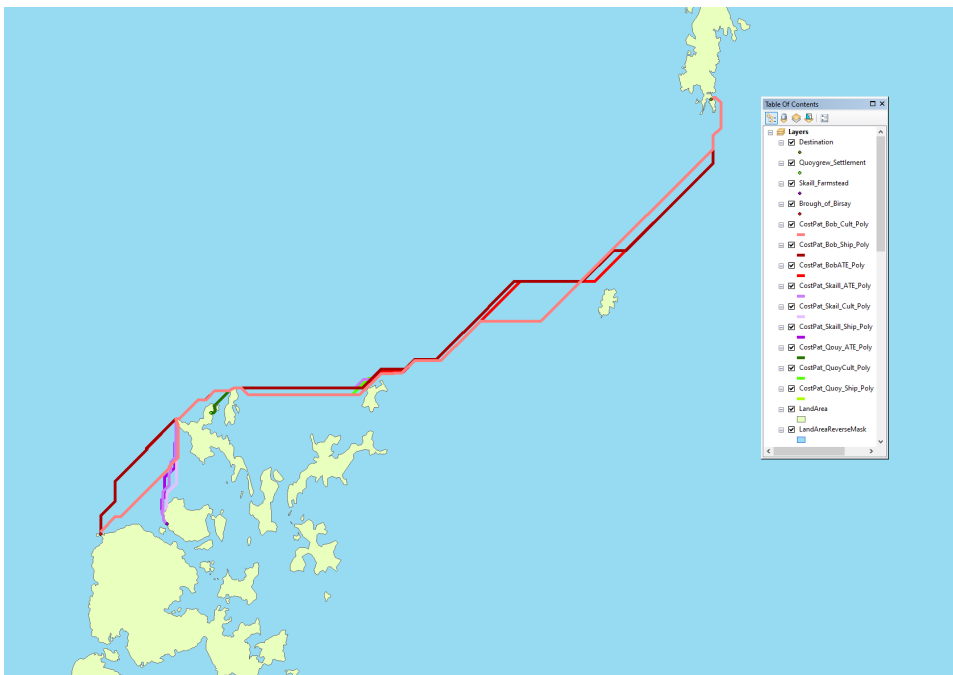 Table Of Contents
Layers
Destination
Quoygrew_Settlement
Skaill_Farmstead
Brough_of_Birsay
CostPat_Bob_Cult_Poly
CostPat_Bob_Ship_Poly
CostPat_BobATE_Poly
CostPat_Skaill_ATE_Poly
CostPat_Skail_Cult_Poly
CostPat_Skaill_Ship_Poly
CostPat_Qouy_ATE_Poly
CostPat_QuoyCult_Poly
CostPat_Quoy_Ship_Poly
LandArea
LandAreaReverseMask